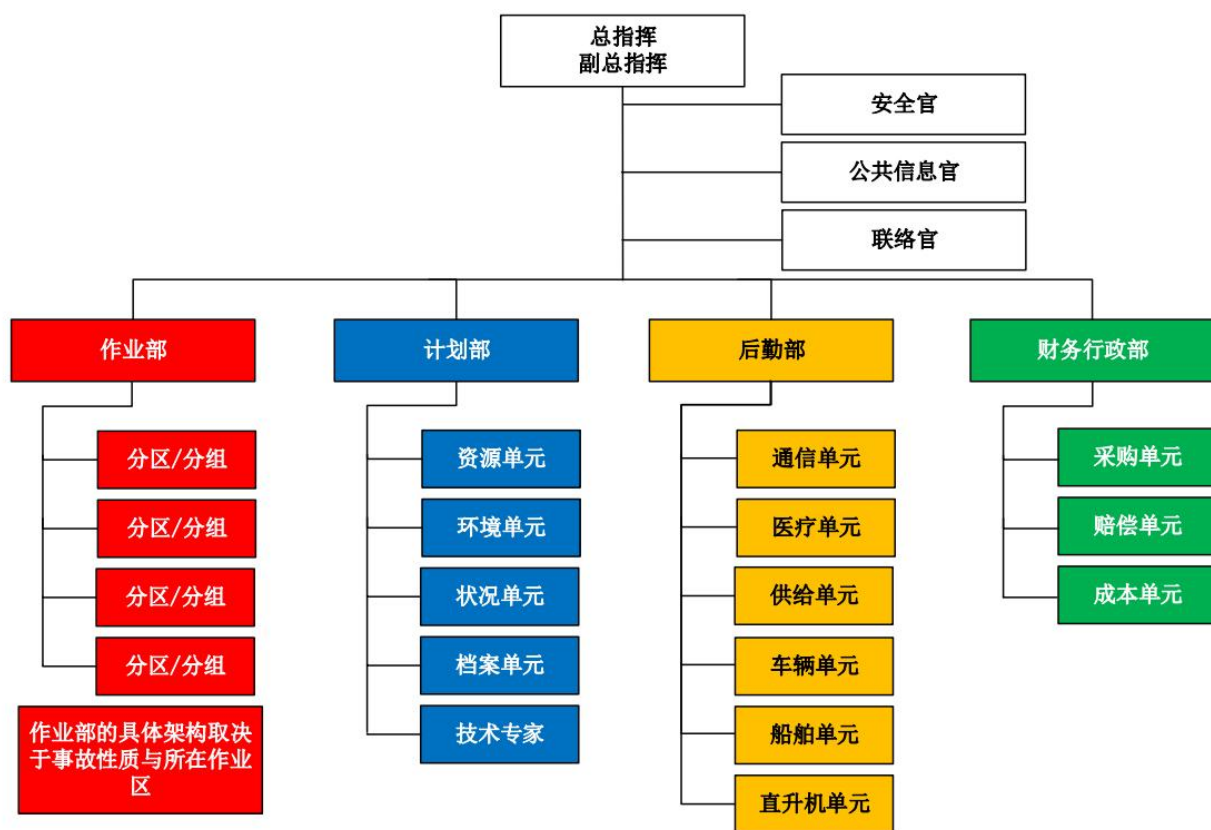 总指挥
副总指挥
安全官
公共信息官
联络官
作业部
计划部
后勤部
财务行政部
分区/分组
分区/分组
分区/分组
分区/分组
作业部的具体架构取决
于事故性质与所在作业
区
资源单元
环境单元
状况单元
档案单元
技术专家
通信单元
医疗单元
供给单元
车辆单元
船舶单元
直升机单元
采购单元
赔偿单元
成本单元